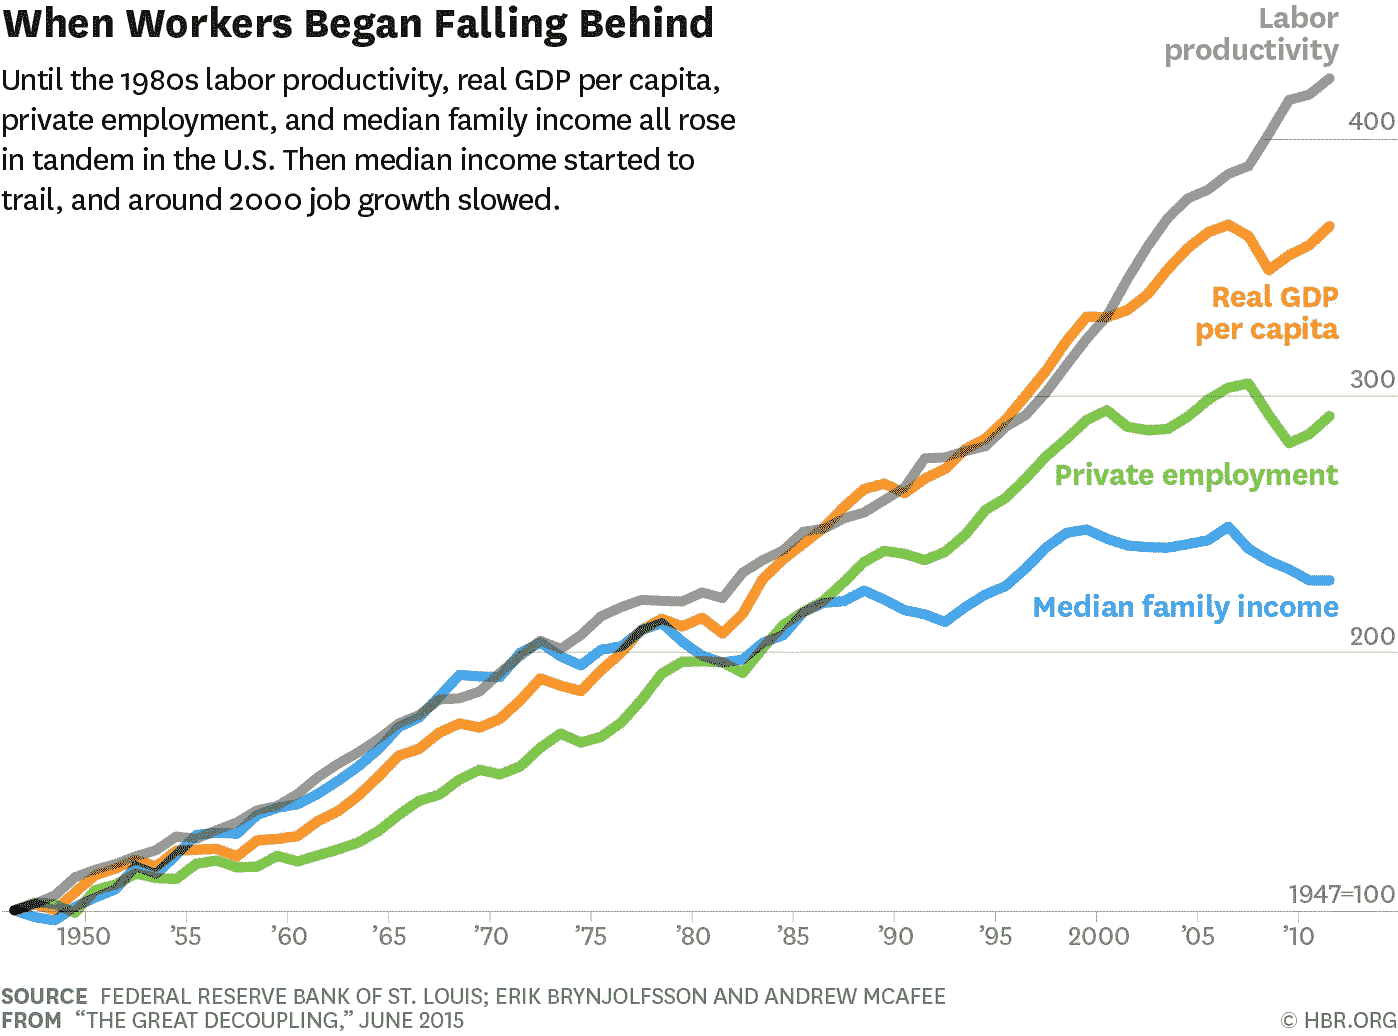 When Workers Began Falling Behind
Until the 1980s labor productivity, real GDP per capita,
private employment, and median family income all rose
in tandem in the U.S. Then median income started to
trail, and around 2000 job growth slowed.
Labor
productivity
400
Real GDP
per capita
300
Private employment
Median family income
200
1947=100
1950 ’55 ’60 ’65 ’70 ’75 ’80 ’85 ’90 ’95 2000 ’05 ’10
SOURCE FEDERAL RESERVE BANK OF ST. LOUIS; ERIK BRYNJOLFSSON AND ANDREW MCAFEE
FROM “THE GREAT DECOUPLING,” JUNE 2015
© HBR.ORG